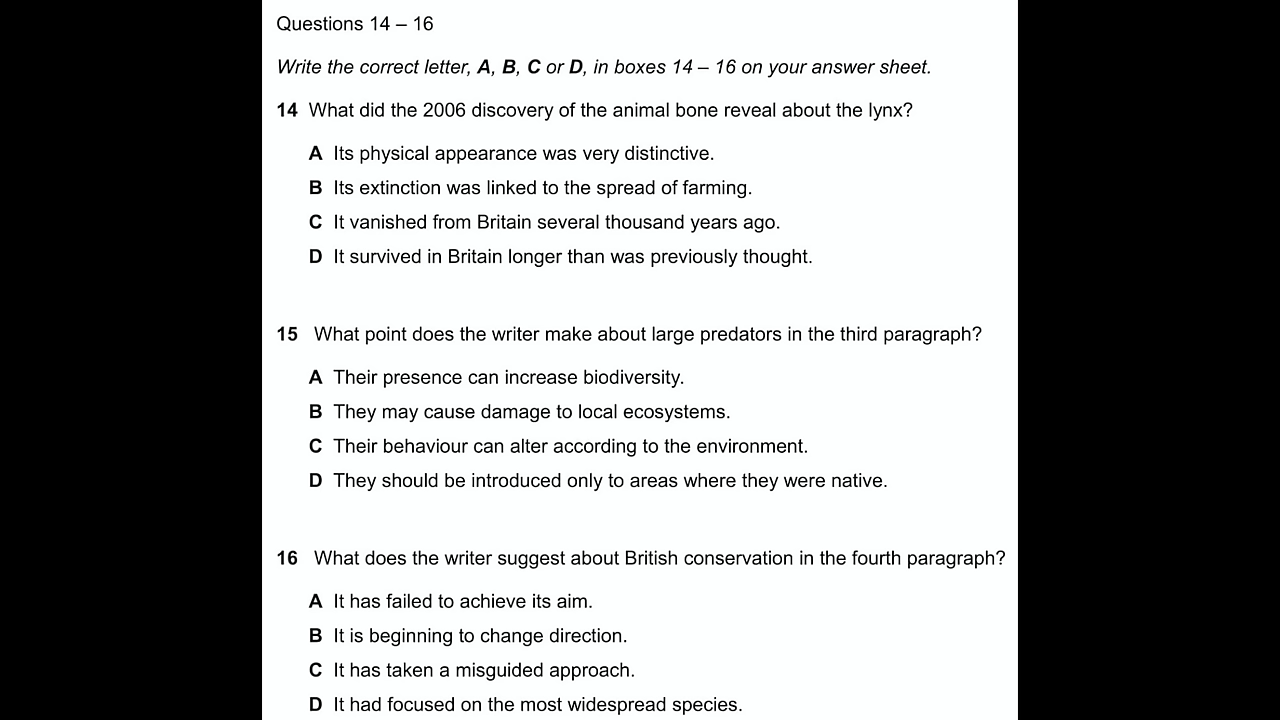 Questions 14 – 16
Write the correct letter, A, B, C or D, in boxes 14 – 16 on your answer sheet.
14 What did the 2006 discovery of the animal bone reveal about the lynx?
A Its physical appearance was very distinctive.
B Its extinction was linked to the spread of farming.
C It vanished from Britain several thousand years ago.
D It survived in Britain longer than was previously thought.
15 What point does the writer make about large predators in the third paragraph?
A Their presence can increase biodiversity.
B They may cause damage to local ecosystems.
C Their behaviour can alter according to the environment.
D They should be introduced only to areas where they were native.
16 What does the writer suggest about British conservation in the fourth paragraph?
A It has failed to achieve its aim.
B It is beginning to change direction.
C It has taken a misguided approach.
D It had focused on the most widespread species.